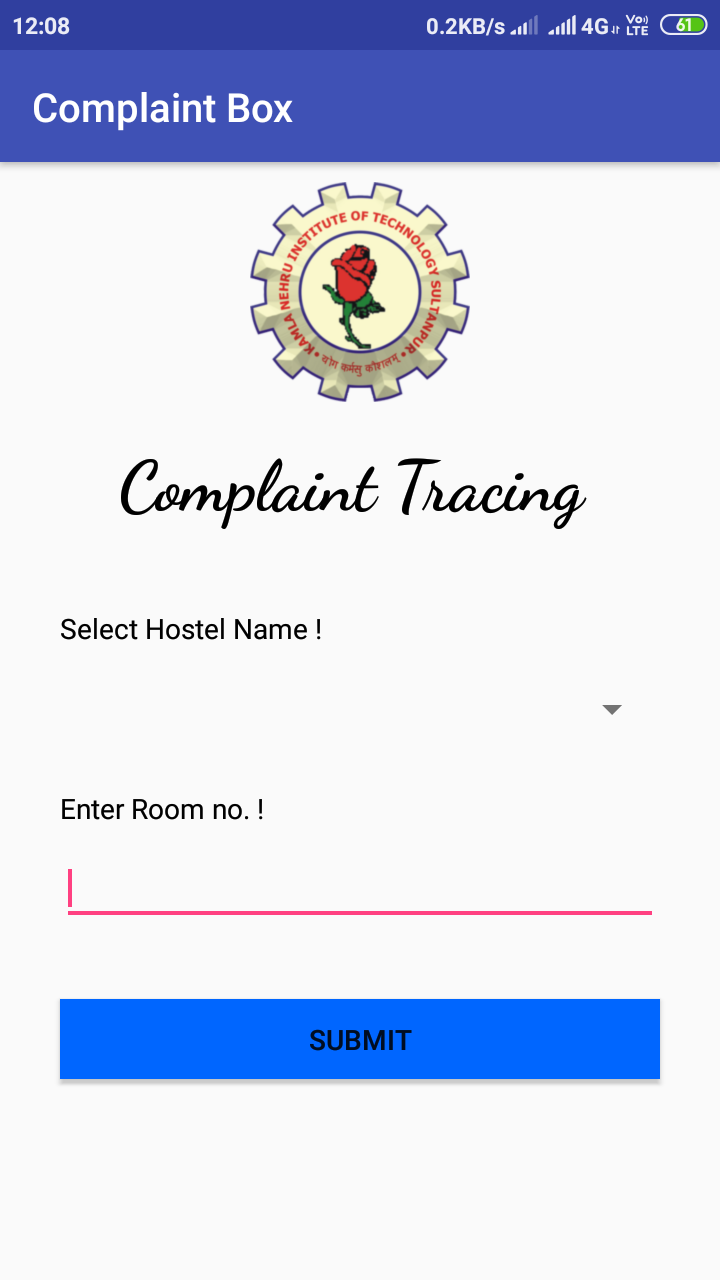 12:08 0.2KB/s 4G Vo) LTE 61
Complaint Box
KAMLA NEHRU INSTITUTE OF TECHNOLOGY SULTANPUR
योगः कर्मसु कौशलम्
Complaint Tracing
Select Hostel Name !
Enter Room no. !
SUBMIT